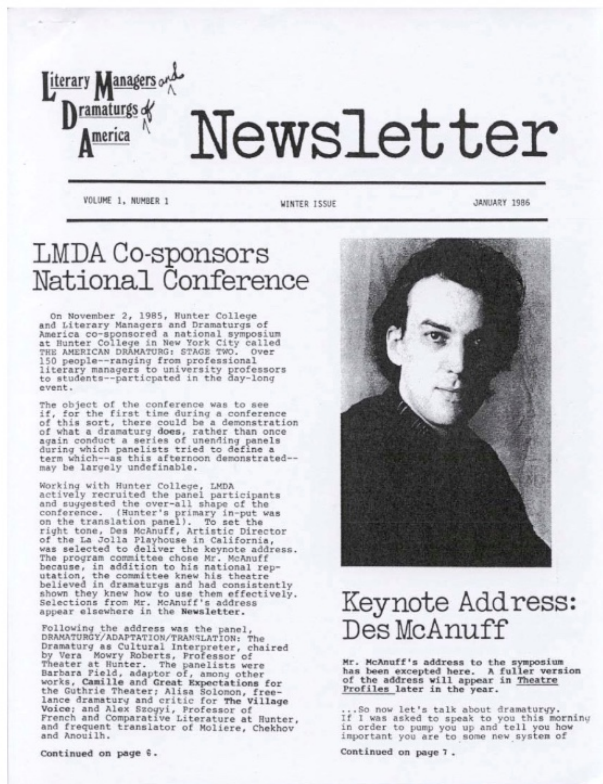 Literary Managers and
Dramaturgs of
America
Newsletter
VOLUME 1, NUMBER 1
WINTER ISSUE
JANUARY 1986
LMDA Co-sponsors
National Conference
On November 2, 1985, Hunter College
and Literary Managers and Dramaturgs of
America co-sponsored a national symposium
at Hunter College in New York City called
THE AMERICAN DRAMATURG: STAGE TWO. Over
150 people--ranging from professional
literary managers to university professors
to students--particpated in the day-long
event.
The object of the conference was to see
if, for the first time during a conference
of this sort, there could be a demonstration
of what a dramaturg does, rather than once
again conduct a series of unending panels
during which panelists tried to define a
term which--as this afternoon demonstrated--
may be largely undefinable.
Working with Hunter College, LMDA
actively recruited the panel participants
and suggested the over-all shape of the
conference. (Hunter's primary in-put was
on the translation panel). To set the
right tone, Des McAnuff, Artistic Director
of the La Jolla Playhouse in California,
was selected to deliver the keynote address.
The program committee chose Mr. McAnuff
because, in addition to his national rep-
utation, the committee knew his theatre
believed in dramaturgs and had consistently
shown they knew how to use them effectively.
Selections from Mr. McAnuff's address
appear elsewhere in the Newsletter.
Following the address was the panel,
DRAMATURGY/ADAPTATION/TRANSLATION: The
Dramaturg as Cultural Interpreter, chaired
by Vera Mowry Roberts, Professor of
Theater at Hunter. The panelists were
Barbara Field, adaptor of, among other
works, Camille and Great Expectations for
the Guthrie Theater; Alisa Solomon, free-
lance dramaturg and critic for The Village
Voice; and Alex Szogyi, Professor of
French and Comparative Literature at Hunter,
and frequent translator of Moliere, Chekhov
and Anouilh.
Continued on page 6.
Keynote Address:
Des McAnuff
Mr. McAnuff's address to the symposium
has been excepted here. A fuller version
of the address will appear in Theatre
Profiles later in the year.
...So now let's talk about dramaturgy.
If I was asked to speak to you this morning
in order to pump you up and tell you how
important you are to some new system of
Continued on page 7.